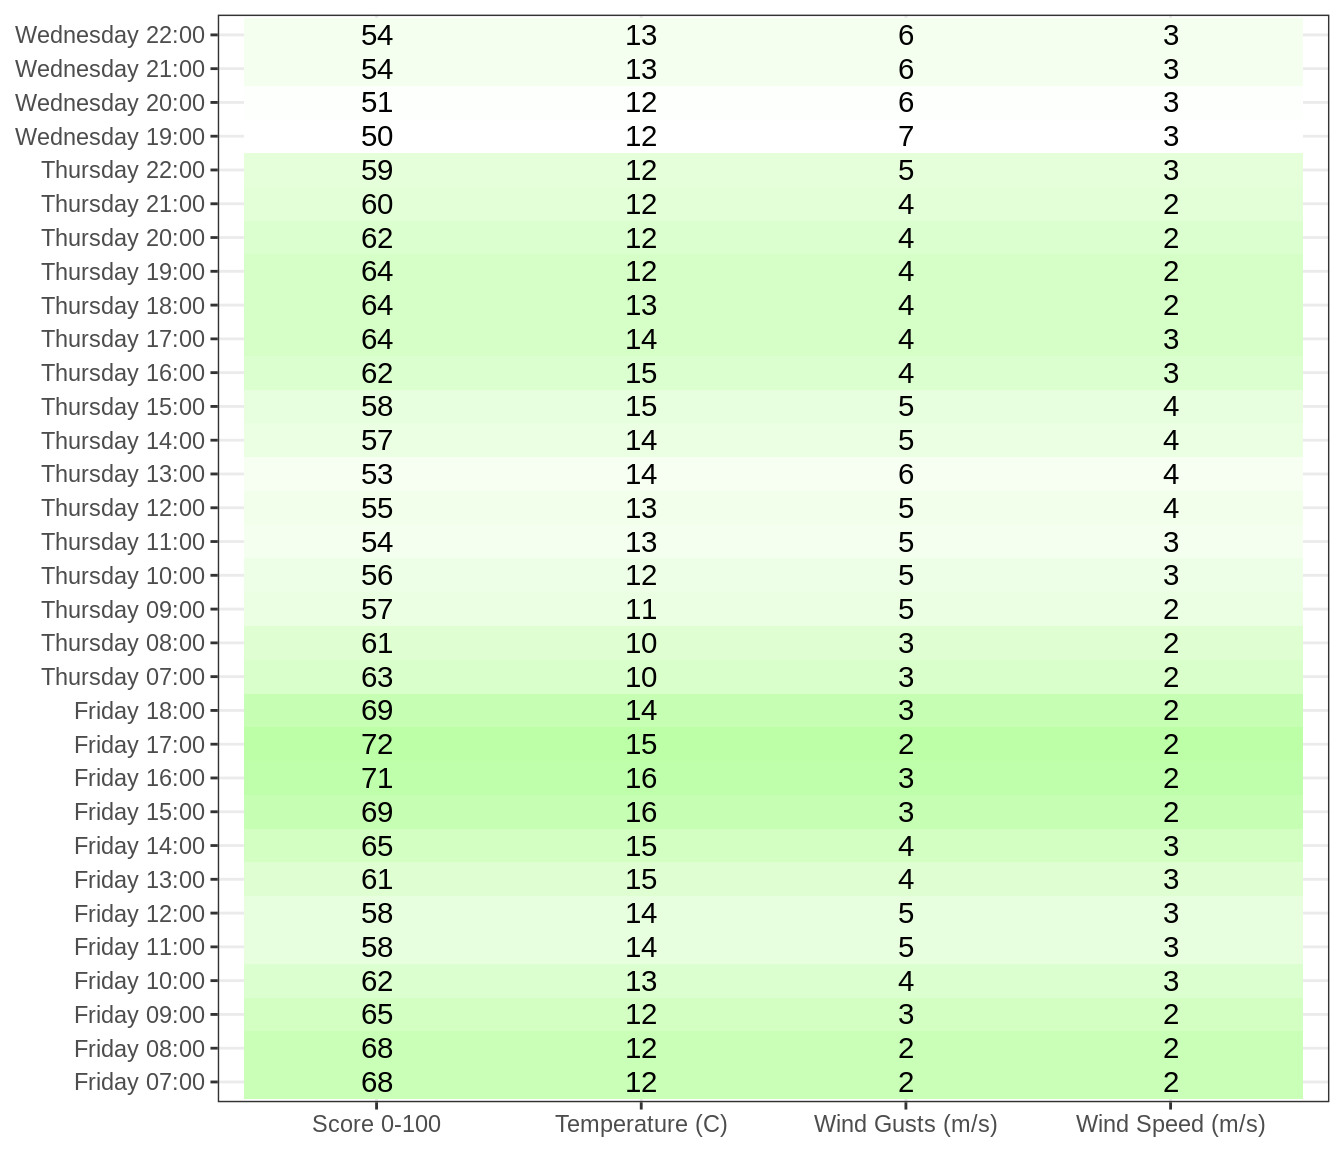 Wednesday 22:00 54 13 6 3
Wednesday 21:00 54 13 6 3
Wednesday 20:00 51 12 6 3
Wednesday 19:00 50 12 7 3
Thursday 22:00 59 12 5 3
Thursday 21:00 60 12 4 2
Thursday 20:00 62 12 4 2
Thursday 19:00 64 12 4 2
Thursday 18:00 64 13 4 2
Thursday 17:00 64 14 4 3
Thursday 16:00 62 15 4 3
Thursday 15:00 58 15 5 4
Thursday 14:00 57 14 5 4
Thursday 13:00 53 14 6 4
Thursday 12:00 55 13 5 4
Thursday 11:00 54 13 5 3
Thursday 10:00 56 12 5 3
Thursday 09:00 57 11 5 2
Thursday 08:00 61 10 3 2
Thursday 07:00 63 10 3 2
Friday 18:00 69 14 3 2
Friday 17:00 72 15 2 2
Friday 16:00 71 16 3 2
Friday 15:00 69 16 3 2
Friday 14:00 65 15 4 3
Friday 13:00 61 15 4 3
Friday 12:00 58 14 5 3
Friday 11:00 58 14 5 3
Friday 10:00 62 13 4 3
Friday 09:00 65 12 3 2
Friday 08:00 68 12 2 2
Friday 07:00 68 12 2 2
Score 0-100 Temperature (C) Wind Gusts (m/s) Wind Speed (m/s)